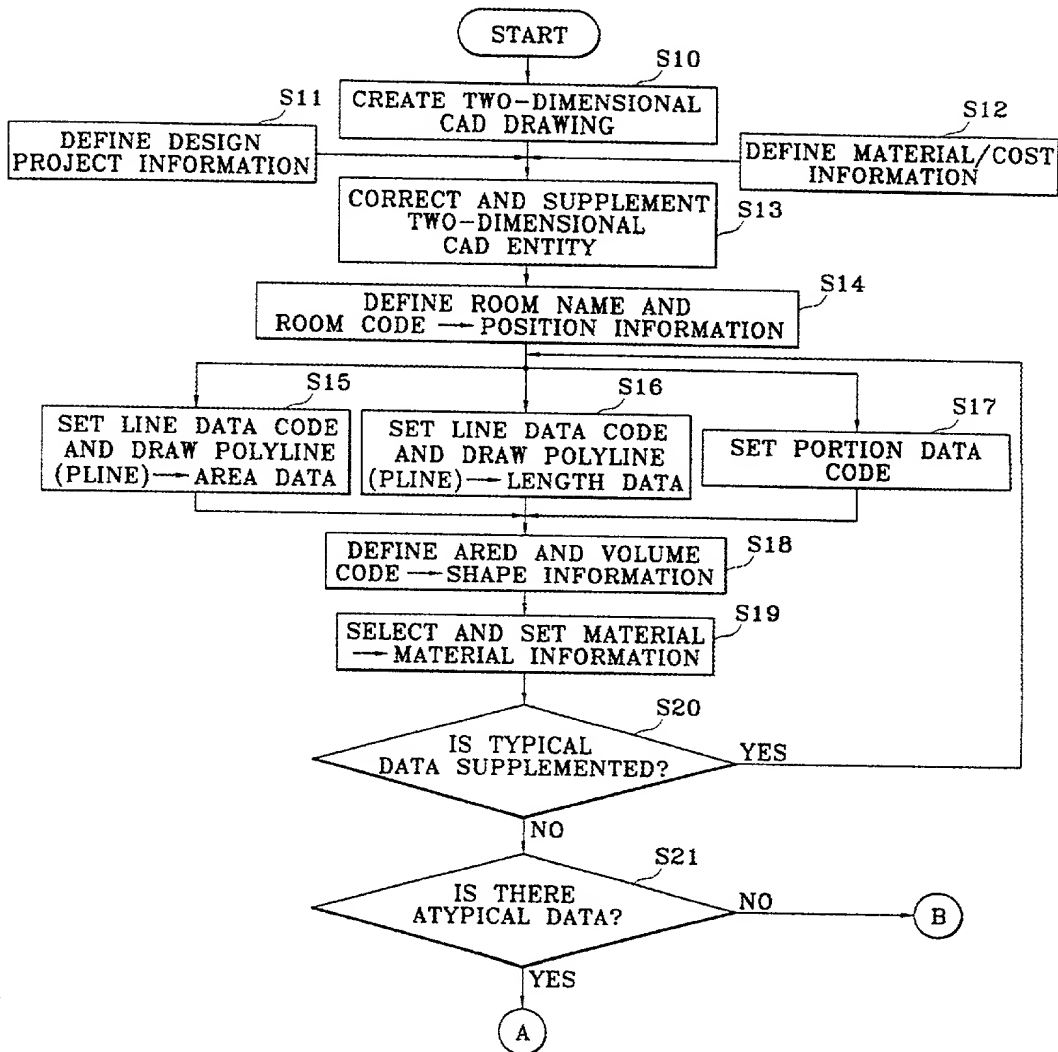 START
S10
CREATE TWO-DIMENSIONAL
CAD DRAWING
S11
DEFINE DESIGN
PROJECT INFORMATION
S12
DEFINE MATERIAL/COST
INFORMATION
CORRECT AND SUPPLEMENT
TWO-DIMENSIONAL
CAD ENTITY
S13
S14
DEFINE ROOM NAME AND
ROOM CODE → POSITION INFORMATION
S15
SET LINE DATA CODE
AND DRAW POLYLINE
(PLINE) → AREA DATA
S16
SET LINE DATA CODE
AND DRAW POLYLINE
(PLINE) → LENGTH DATA
S17
SET PORTION DATA
CODE
S18
DEFINE ARED AND VOLUME
CODE → SHAPE INFORMATION
S19
SELECT AND SET MATERIAL
→ MATERIAL INFORMATION
S20
IS TYPICAL
DATA SUPPLEMENTED?
YES
NO
S21
IS THERE
ATYPICAL DATA?
NO
B
YES
A